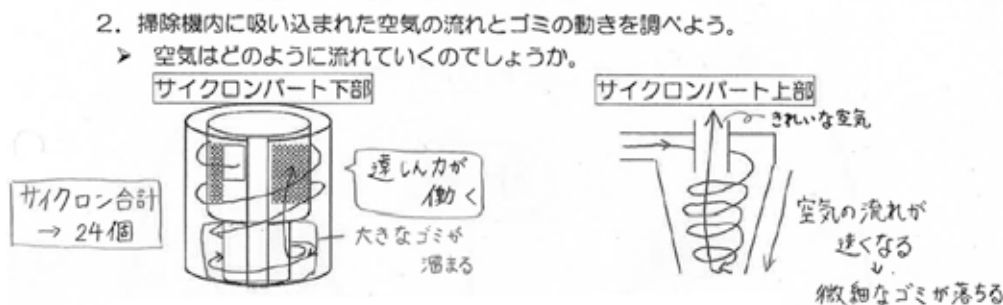 2. 掃除機内に吸い込まれた空気の流れとゴミの動きを調べよう。
➤ 空気はどのように流れていくのでしょうか。
サイクロンパート下部
サイクロン合計
→ 24個
遠しん力が
働く
大きなゴミが
溜まる
サイクロンパート上部
きれいな空気
空気の流れが
速くなる
↓
微細なゴミが落ちる